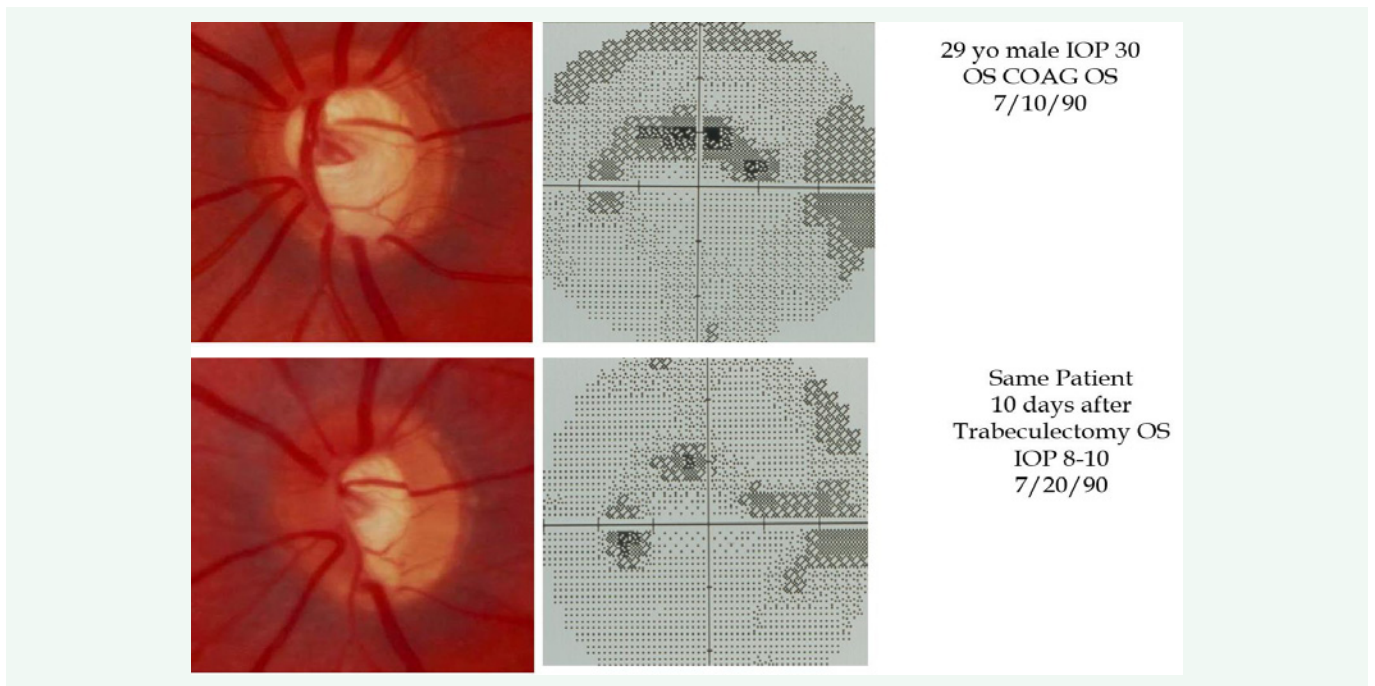 29 yo male IOP 30
OS COAG OS
7/10/90
Same Patient
10 days after
Trabeculectomy OS
IOP 8-10
7/20/90